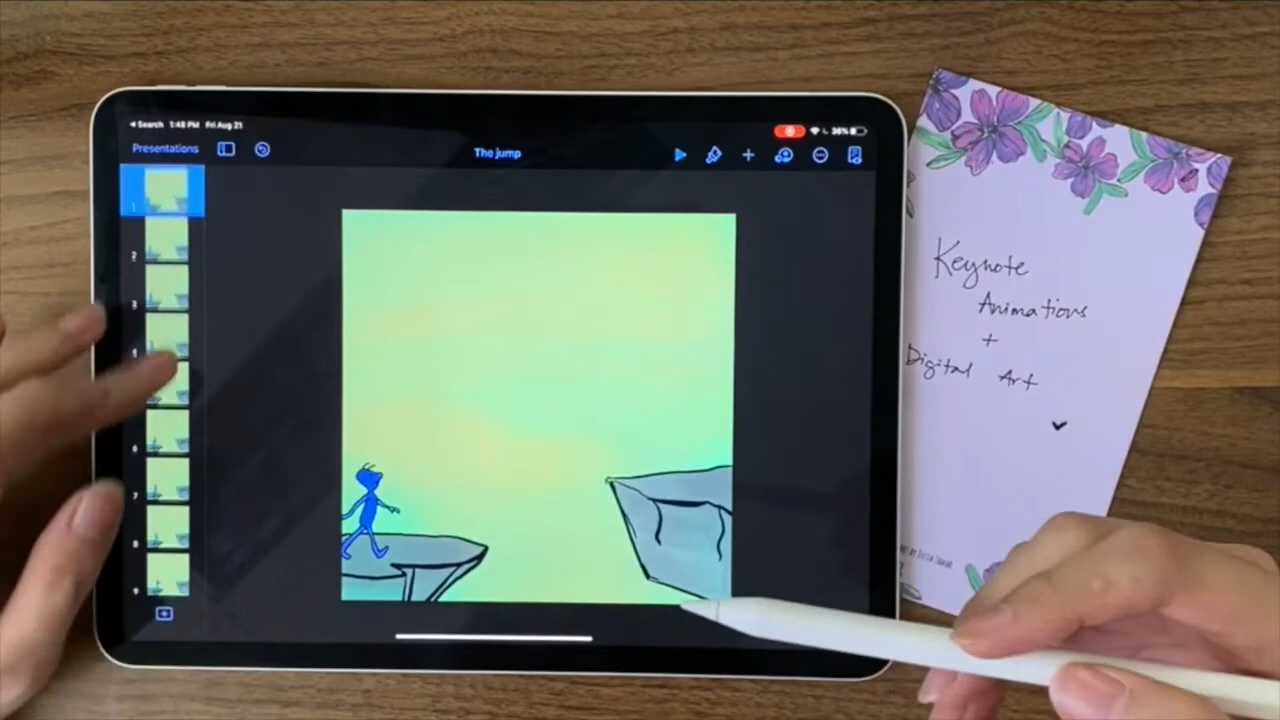 ◀ Search 1:48 PM Fri Aug 21
36%
Presentations
The jump
1
2
3
4
6
7
8
9
Keynote
Animations
+
Digital Art